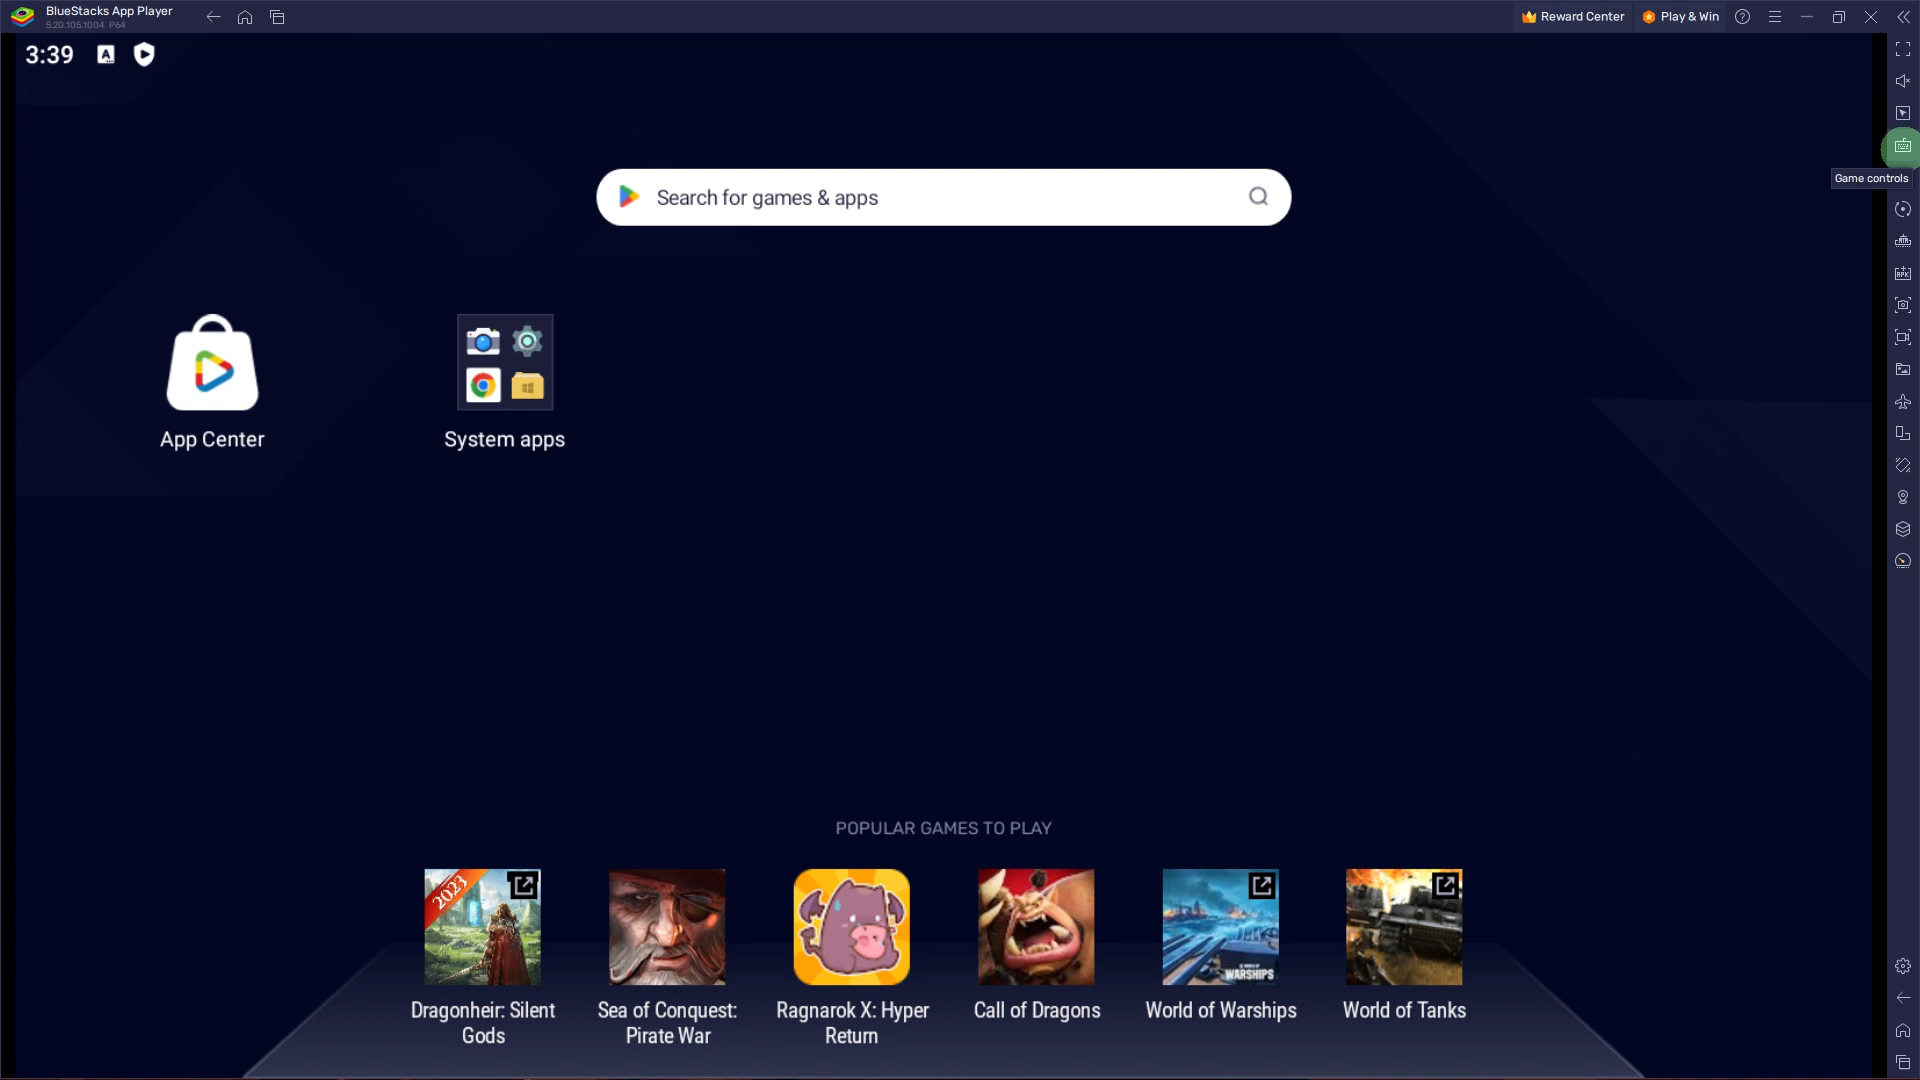 BlueStacks App Player
5.20.105.1004 P64
Reward Center
Play & Win
3:39
Game controls
Search for games & apps
App Center
System apps
POPULAR GAMES TO PLAY
2023
WARSHIPS
Dragonheir: Silent
Gods
Sea of Conquest:
Pirate War
Ragnarok X: Hyper
Return
Call of Dragons
World of Warships
World of Tanks